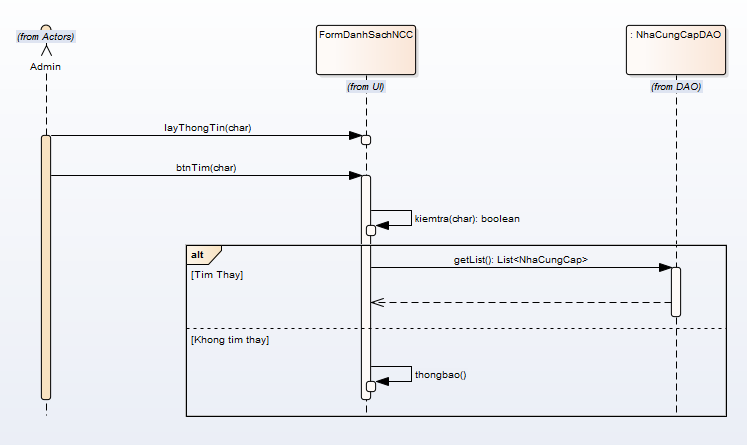 (from Actors)
Admin
FormDanhSachNCC
(from UI)
: NhaCungCapDAO
(from DAO)
layThongTin(char)
btnTim(char)
kiemtra(char): boolean
alt
getList(): List<NhaCungCap>
[Tim Thay]
[Khong tim thay]
thongbao()